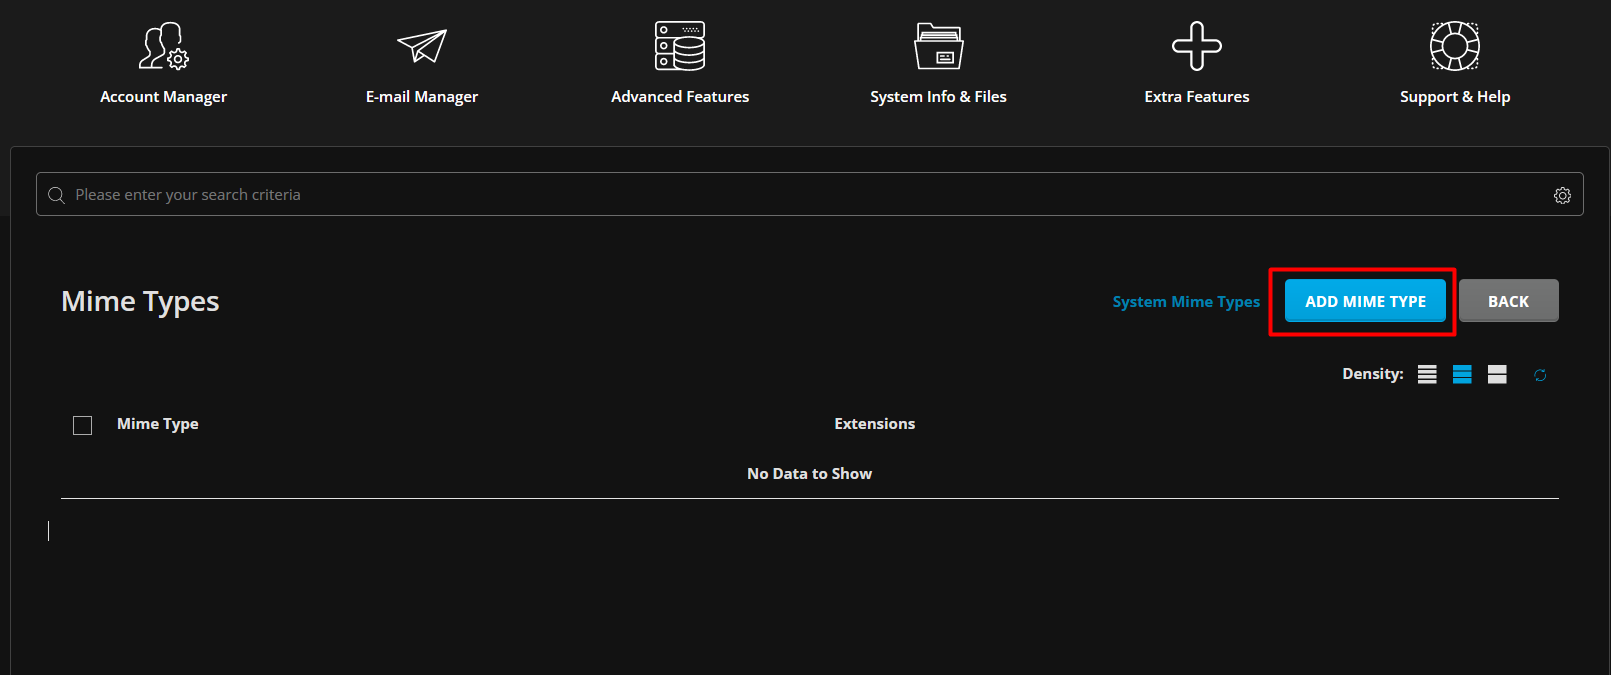 Account Manager
E-mail Manager
Advanced Features
System Info & Files
Extra Features
Support & Help
Please enter your search criteria
Mime Types
System Mime Types
ADD MIME TYPE
BACK
Density:
Mime Type
Extensions
No Data to Show